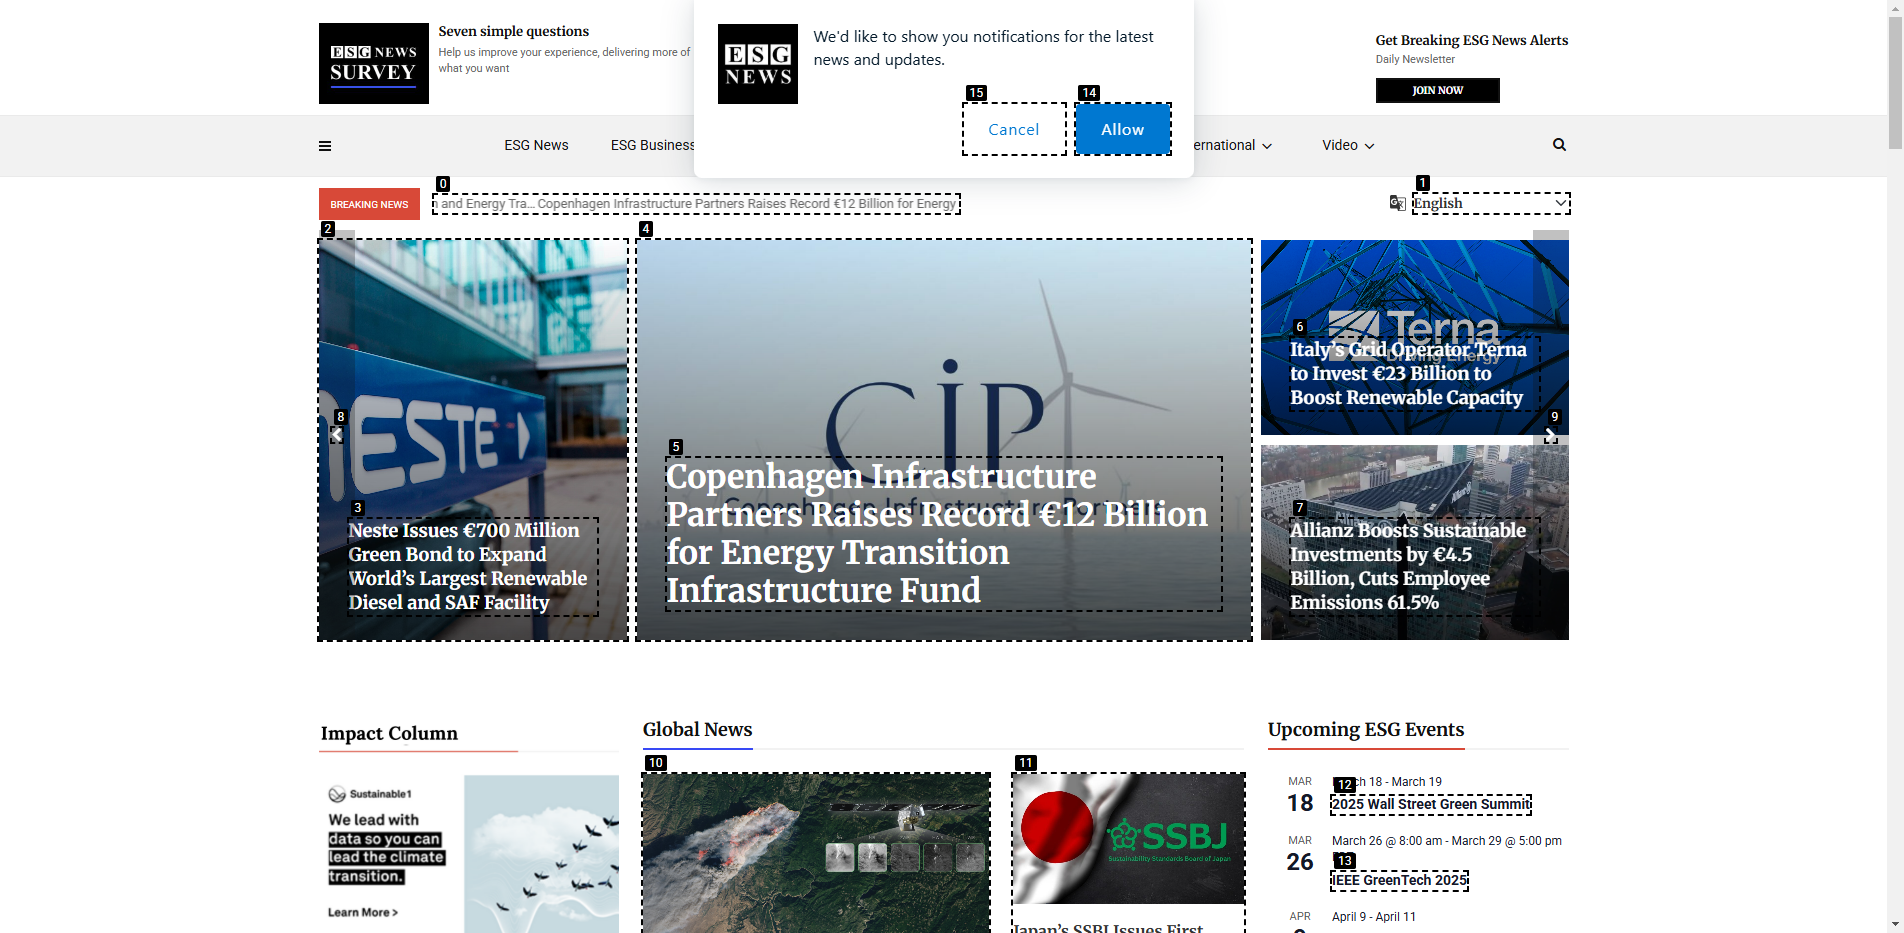 ESG NEWS
SURVEY
Seven simple questions
Help us improve your experience, delivering more of
what you want
ESG
NEWS
We'd like to show you notifications for the latest
news and updates.
15
14
Cancel
Allow
Get Breaking ESG News Alerts
Daily Newsletter
JOIN NOW
ESG News
ESG Business
ernational
Video
0
1
BREAKING NEWS
and Energy Tra... Copenhagen Infrastructure Partners Raises Record €12 Billion for Energy
English
2
4
NESTE
8
3
Neste Issues €700 Million
Green Bond to Expand
World's Largest Renewable
Diesel and SAF Facility
CIP
Copenhagen Infrastructure Partners
5
Copenhagen Infrastructure
Partners Raises Record €12 Billion
for Energy Transition
Infrastructure Fund
Terna
Driving Energy
6
Italy's Grid Operator Terna
to Invest €23 Billion to
Boost Renewable Capacity
9
7
Allianz Boosts Sustainable
Investments by €4.5
Billion, Cuts Employee
Emissions 61.5%
Impact Column
Sustainable1
We lead with
data so you can
lead the climate
transition.
Learn More >
Global News
10
11
SSBJ
Sustainability Standards Board of Japan
Japan's SSBJ Issues First
Upcoming ESG Events
MAR
18
12
ch 18 - March 19
2025 Wall Street Green Summit
MAR
26
March 26 @ 8:00 am - March 29 @ 5:00 pm
13
IEEE GreenTech 2025
APR
April 9 - April 11